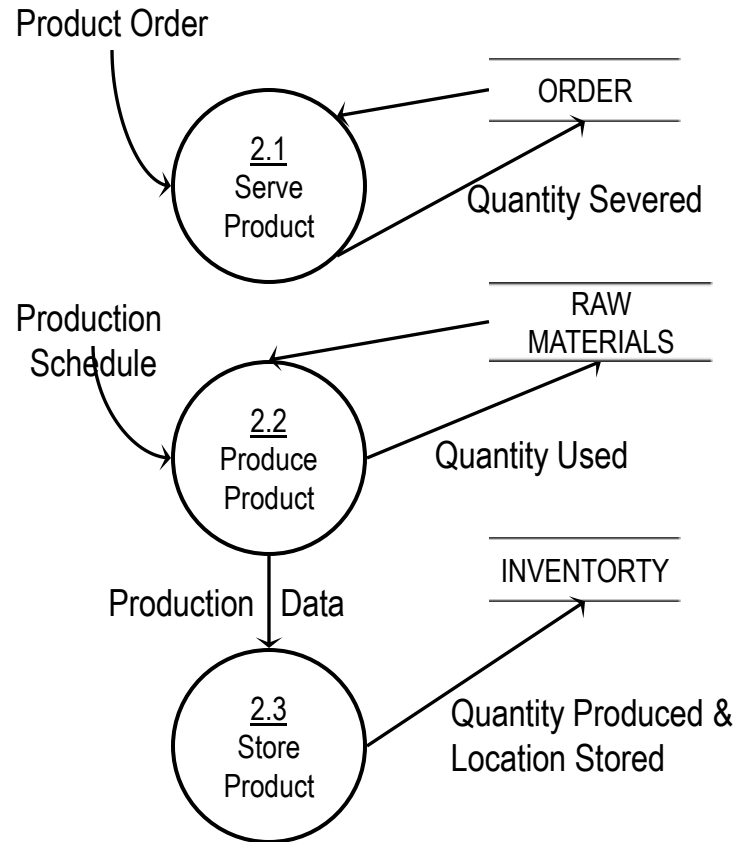 Product Order
ORDER
2.1
Serve
Product
Quantity Severed
RAW
MATERIALS
Production
Schedule
2.2
Produce
Product
Quantity Used
INVENTORTY
Production Data
2.3
Store
Product
Quantity Produced &
Location Stored